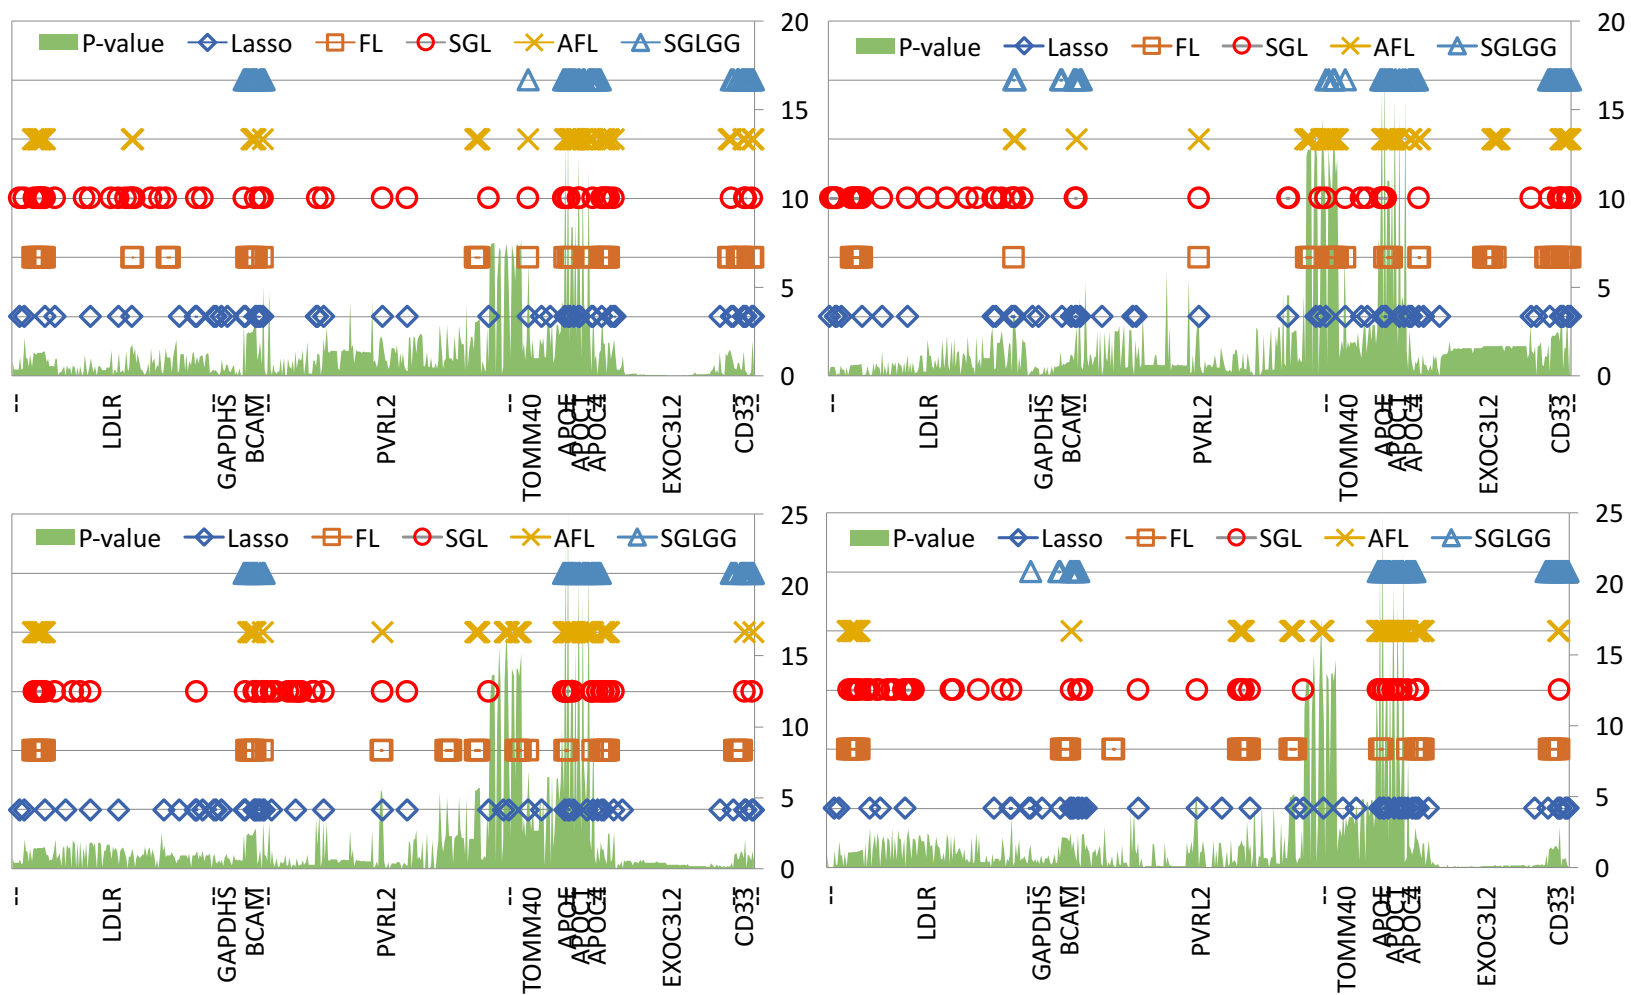 P-value Lasso FL SGL AFL SGLGG
20
15
10
5
0
-- LDLR -- GAPDHS BCAM -- PVRL2 -- TOMM40 APOE APOC1 APOC4 -- EXOC3L2 -- CD33 --
P-value Lasso FL SGL AFL SGLGG
20
15
10
5
0
-- LDLR -- GAPDHS BCAM -- PVRL2 -- TOMM40 APOE APOC1 APOC4 -- EXOC3L2 -- CD33 --
P-value Lasso FL SGL AFL SGLGG
25
20
15
10
5
0
-- LDLR -- GAPDHS BCAM -- PVRL2 -- TOMM40 APOE APOC1 APOC4 -- EXOC3L2 -- CD33 --
P-value Lasso FL SGL AFL SGLGG
25
20
15
10
5
0
-- LDLR -- GAPDHS BCAM -- PVRL2 -- TOMM40 APOE APOC1 APOC4 -- EXOC3L2 -- CD33 --